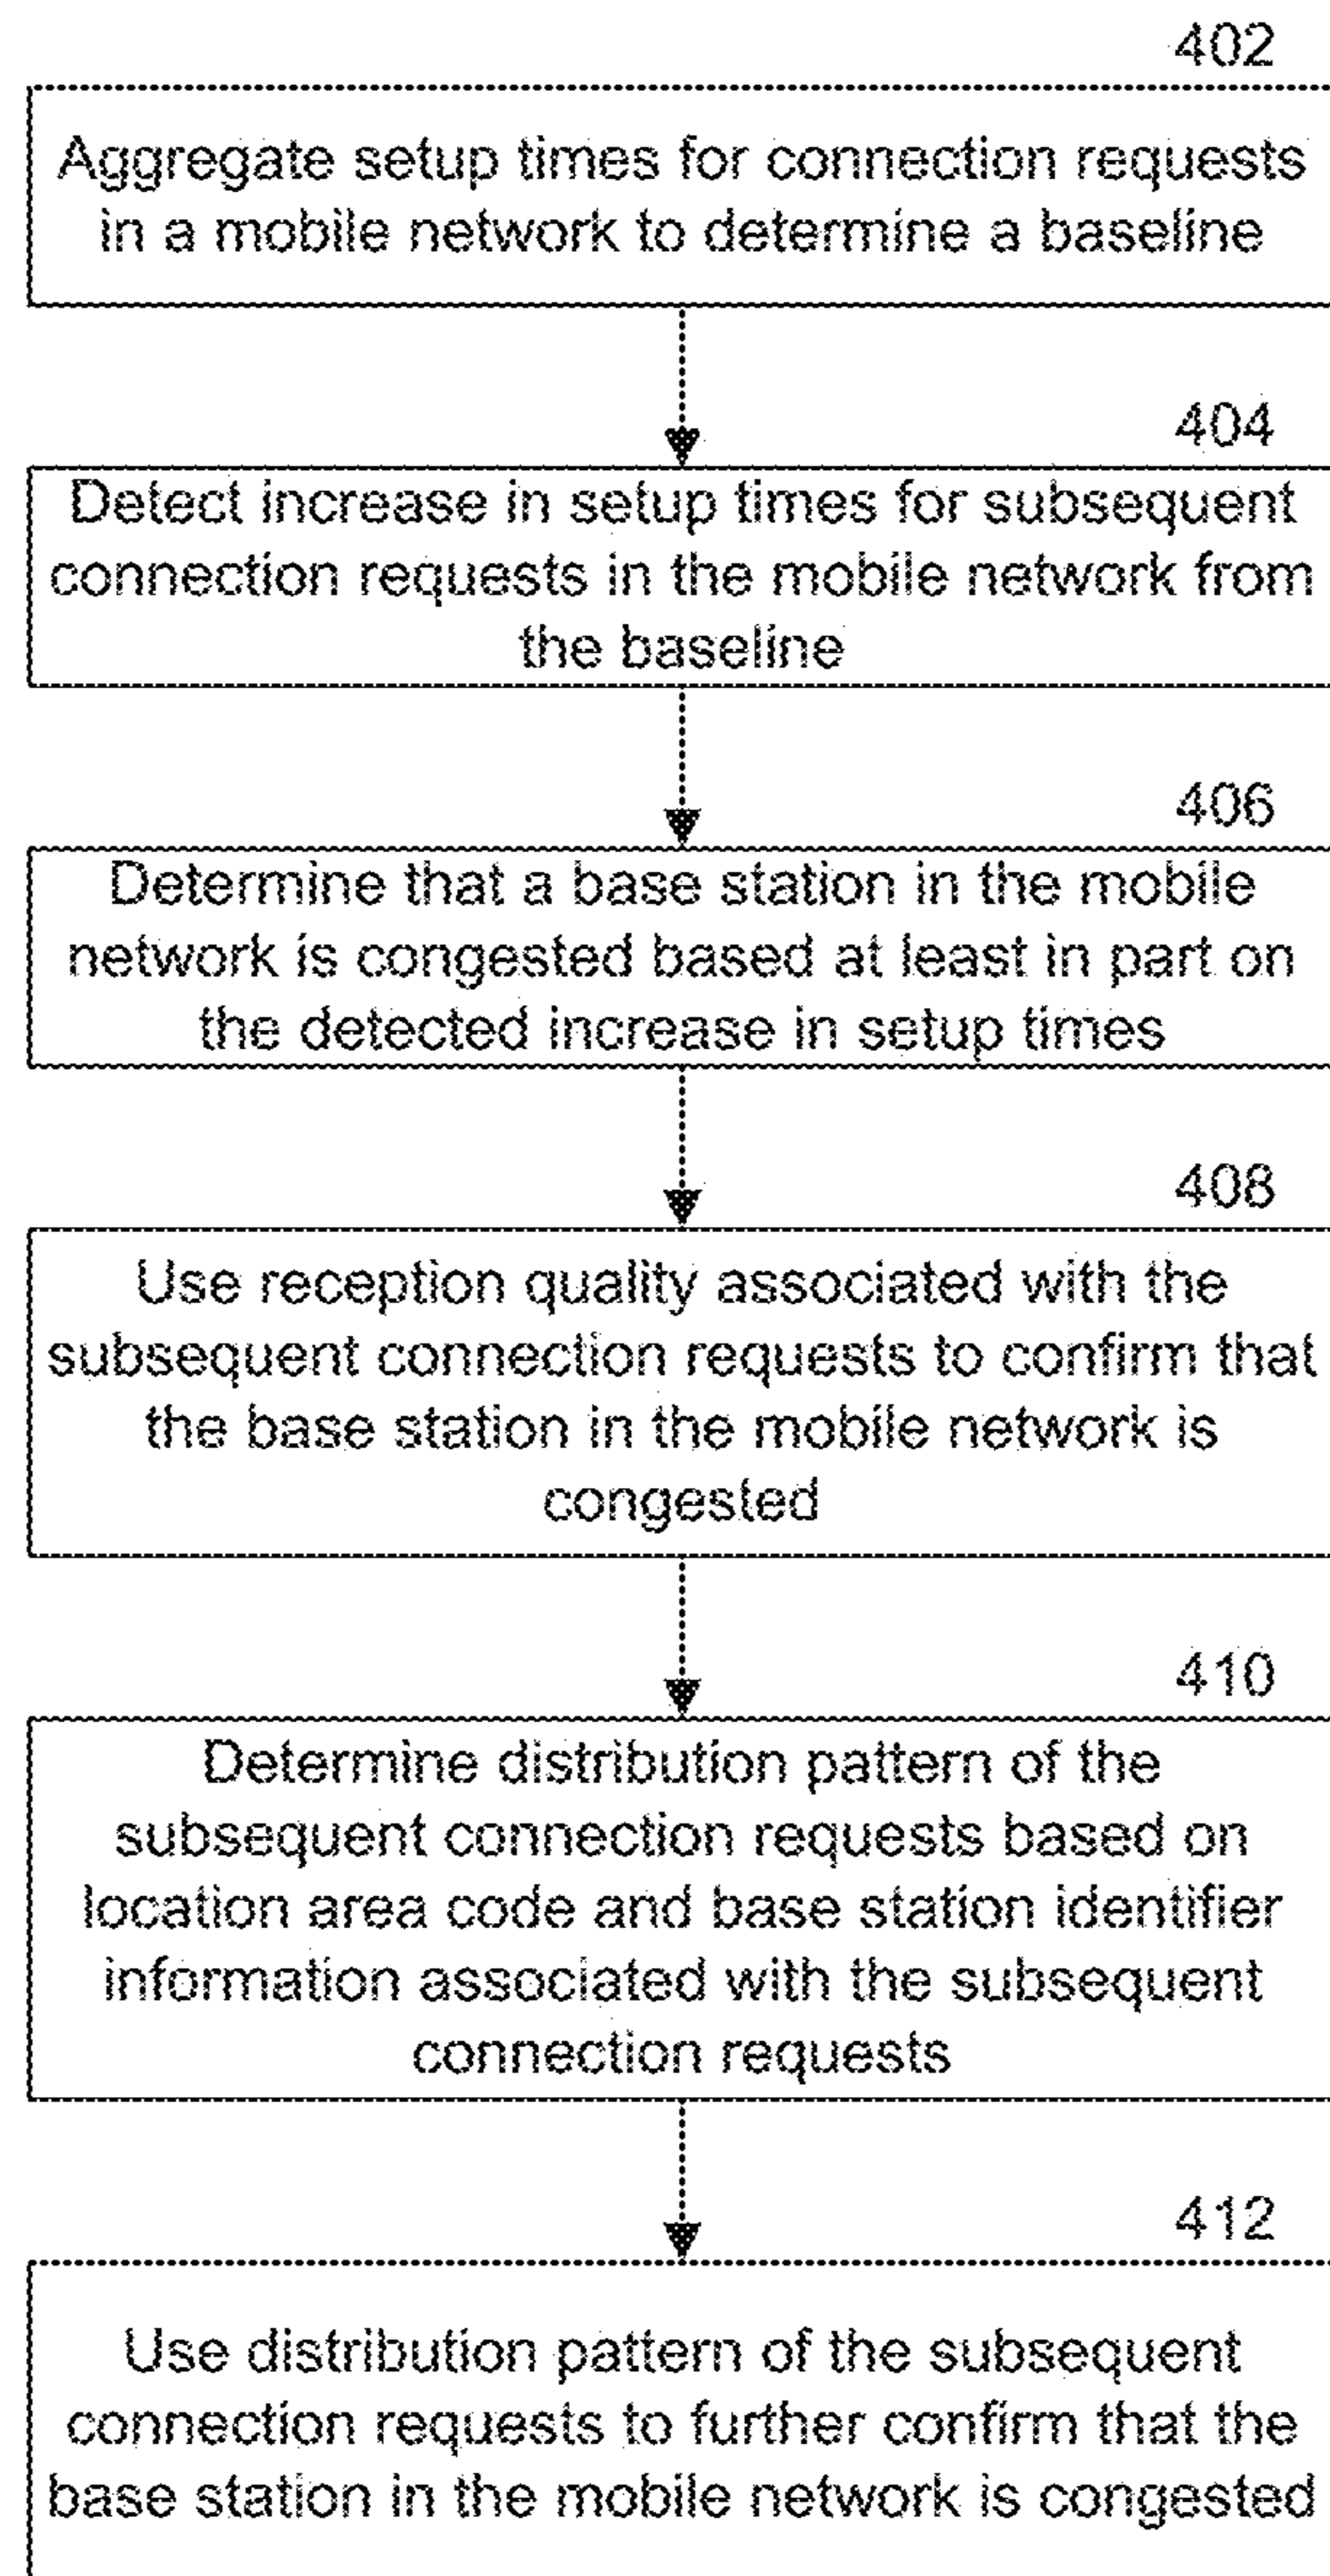 402
Aggregate setup times for connection requests
in a mobile network to determine a baseline
404
Detect increase in setup times for subsequent
connection requests in the mobile network from
the baseline
406
Determine that a base station in the mobile
network is congested based at least in part on
the detected increase in setup times
408
Use reception quality associated with the
subsequent connection requests to confirm that
the base station in the mobile network is
congested
410
Determine distribution pattern of the
subsequent connection requests based on
location area code and base station identifier
information associated with the subsequent
connection requests
412
Use distribution pattern of the subsequent
connection requests to further confirm that the
base station in the mobile network is congested